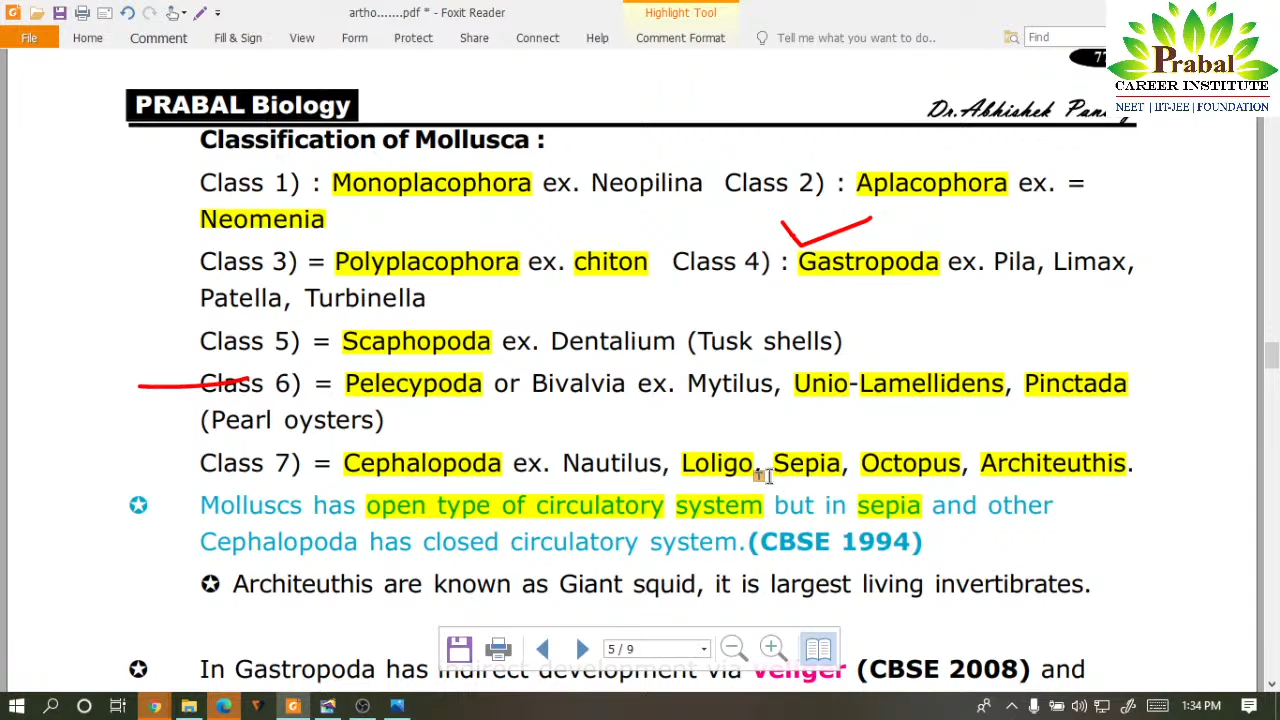 artho.......pdf * - Foxit Reader
Highlight Tool
File Home Comment Fill & Sign View Form Protect Share Connect Help Comment Format Tell me what you want to do.. Find
Prabal
CAREER INSTITUTE
NEET | IIT-JEE | FOUNDATION
PRABAL Biology
Dr. Abhishek
Classification of Mollusca :
Class 1) : Monoplacophora ex. Neopilina Class 2) : Aplacophora ex. =
Neomenia
Class 3) = Polyplacophora ex. chiton Class 4) : Gastropoda ex. Pila, Limax,
Patella, Turbinella
Class 5) = Scaphopoda ex. Dentalium (Tusk shells)
Class 6) = Pelecypoda or Bivalvia ex. Mytilus, Unio-Lamellidens, Pinctada
(Pearl oysters)
Class 7) = Cephalopoda ex. Nautilus, Loligo, Sepia, Octopus, Architeuthis.
✪ Molluscs has open type of circulatory system but in sepia and other
Cephalopoda has closed circulatory system.(CBSE 1994)
✪ Architeuthis are known as Giant squid, it is largest living invertibrates.
5 / 9
✪ In Gastropoda has indirect development via veliger (CBSE 2008) and
1:34 PM